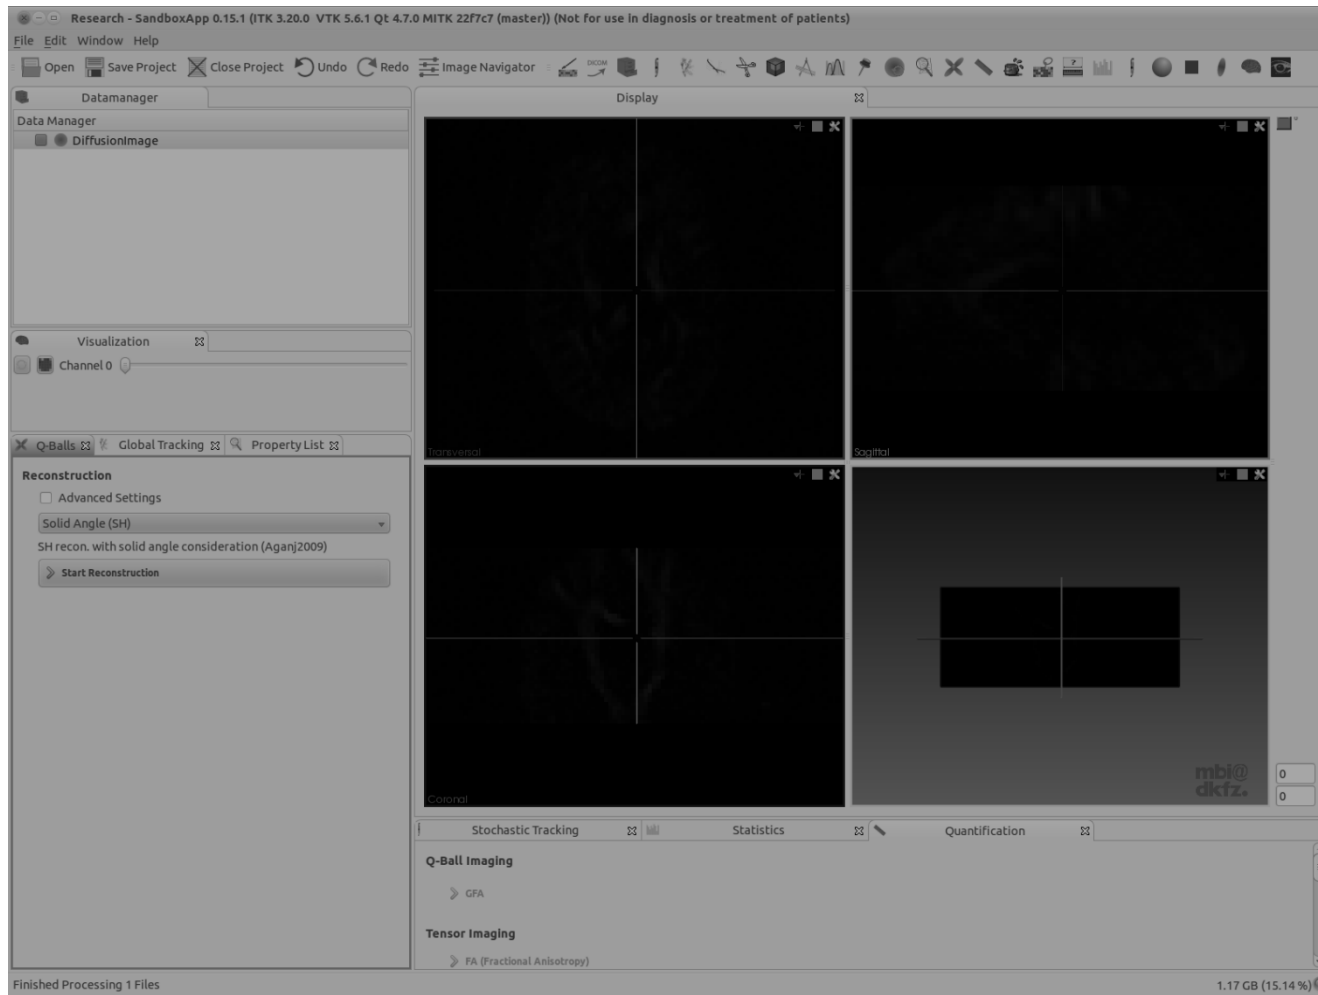 Research - SandboxApp 0.15.1 (ITK 3.20.0 VTK 5.6.1 Qt 4.7.0 MITK 22f7c7 (master)) (Not for use in diagnosis or treatment of patients)
File Edit Window Help
Open Save Project Close Project Undo Redo Image Navigator DICOM
Datamanager
Display
Data Manager
DiffusionImage
Visualization
Channel 0
Q-Balls Global Tracking Property List
Transversal
Sagittal
Reconstruction
Advanced Settings
Solid Angle (SH)
SH recon. with solid angle consideration (Aganj2009)
Start Reconstruction
mbi@
dkfz.
0
0
Coronal
Stochastic Tracking Statistics Quantification
Q-Ball Imaging
GFA
Tensor Imaging
FA (Fractional Anisotropy)
Finished Processing 1 Files
1.17 GB (15.14 %)